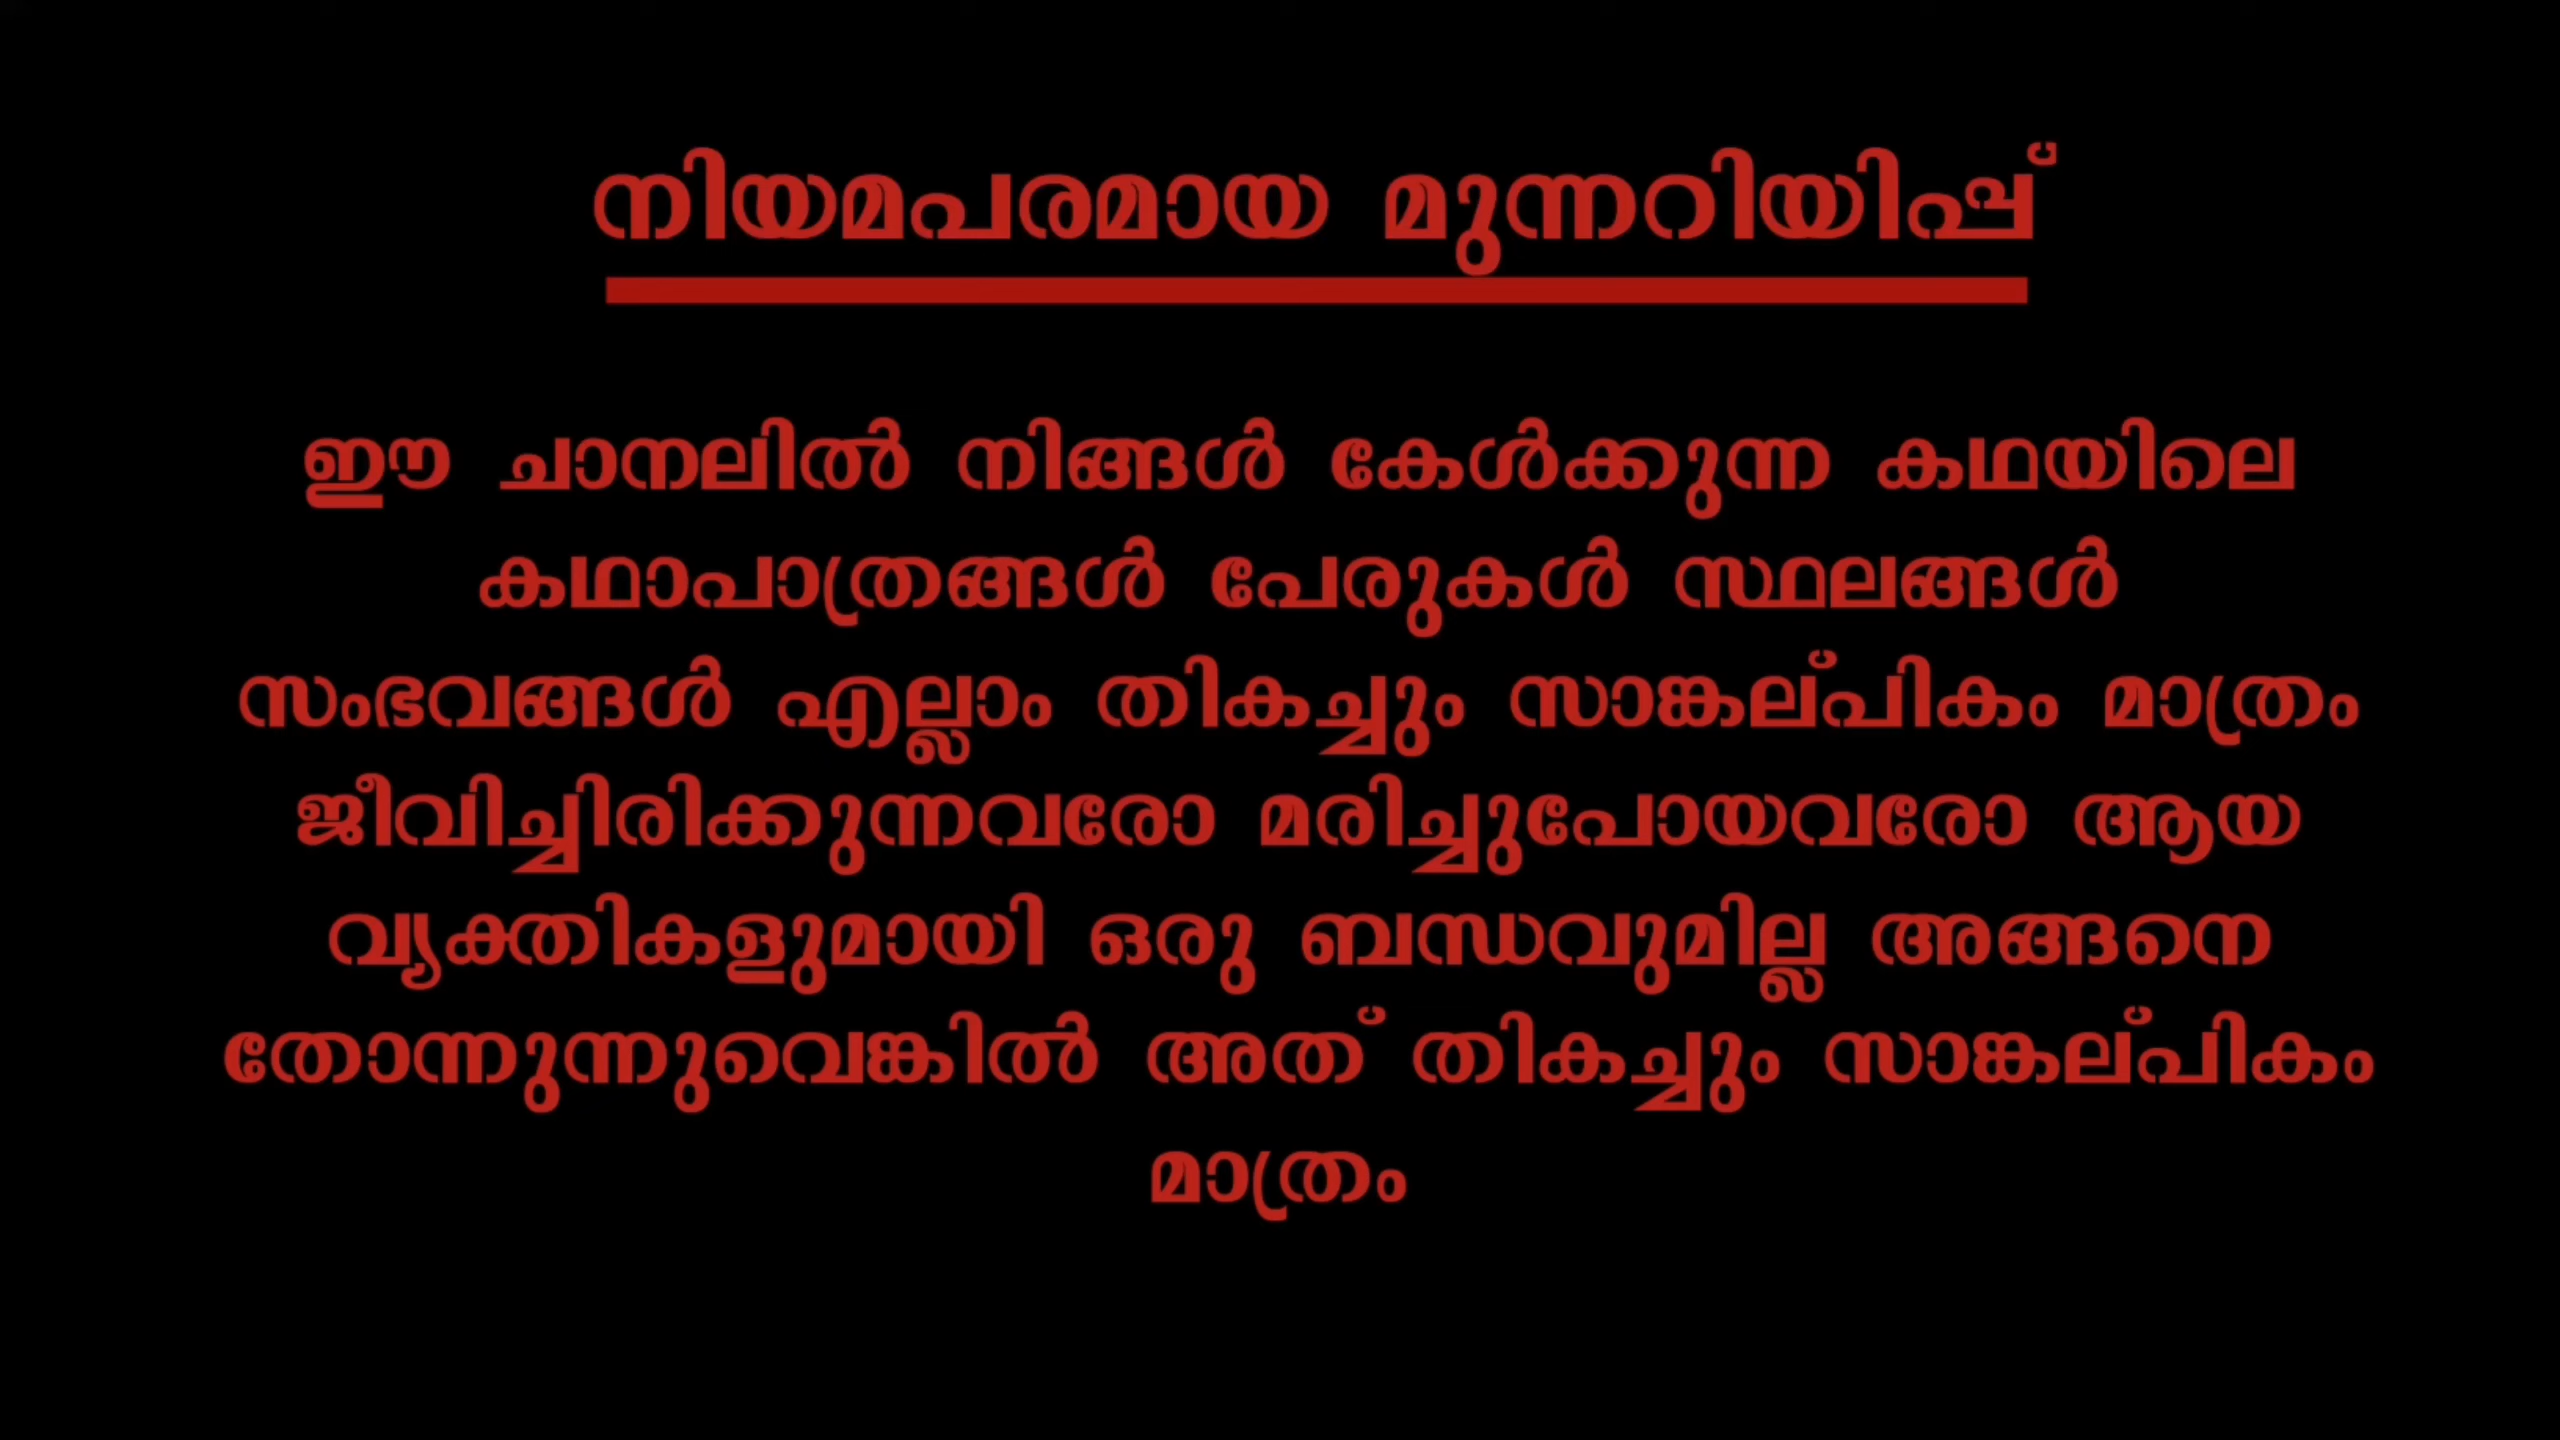 നിയമപരമായ മുന്നറിയിപ്പ്
ഈ ചാനലിൽ നിങ്ങൾ കേൾക്കുന്ന കഥയിലെ
കഥാപാത്രങ്ങൾ പേരുകൾ സ്ഥലങ്ങൾ
സംഭവങ്ങൾ എല്ലാം തികച്ചും സാങ്കല്പികം മാത്രം
ജീവിച്ചിരിക്കുന്നവരോ മരിച്ചുപോയവരോ ആയ
വ്യക്തികളുമായി ഒരു ബന്ധവുമില്ല അങ്ങനെ
തോന്നുന്നുവെങ്കിൽ അത് തികച്ചും സാങ്കല്പികം
മാത്രം